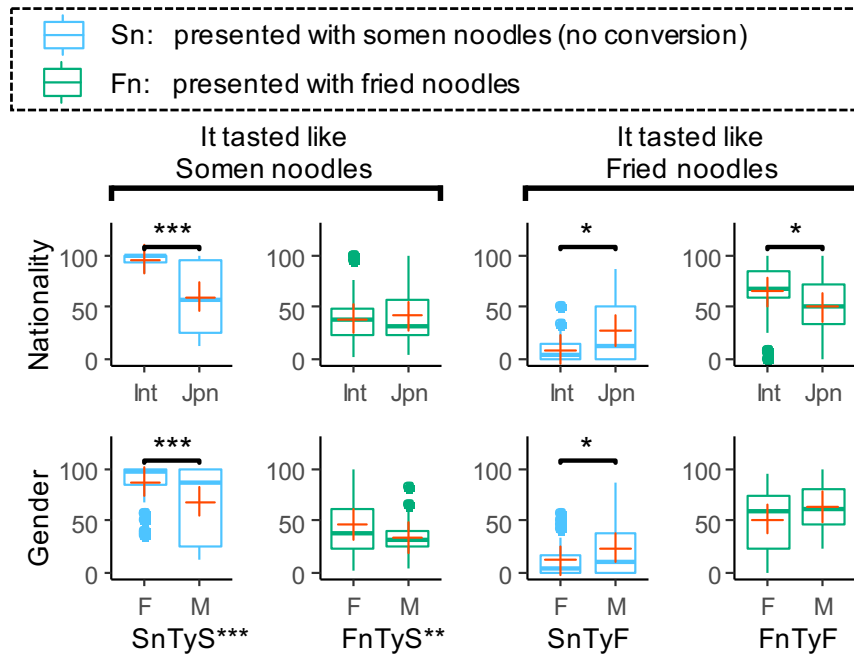 Sn: presented with somen noodles (no conversion)
Fn: presented with fried noodles
It tasted like
Somen noodles
It tasted like
Fried noodles
Nationality
***
100
50
0
Int Jpn
100
50
0
Int Jpn
*
100
50
0
Int Jpn
*
100
50
0
Int Jpn
Gender
***
100
50
0
F M
SnTyS***
100
50
0
F M
FnTyS**
*
100
50
0
F M
SnTyF
100
50
0
F M
FnTyF